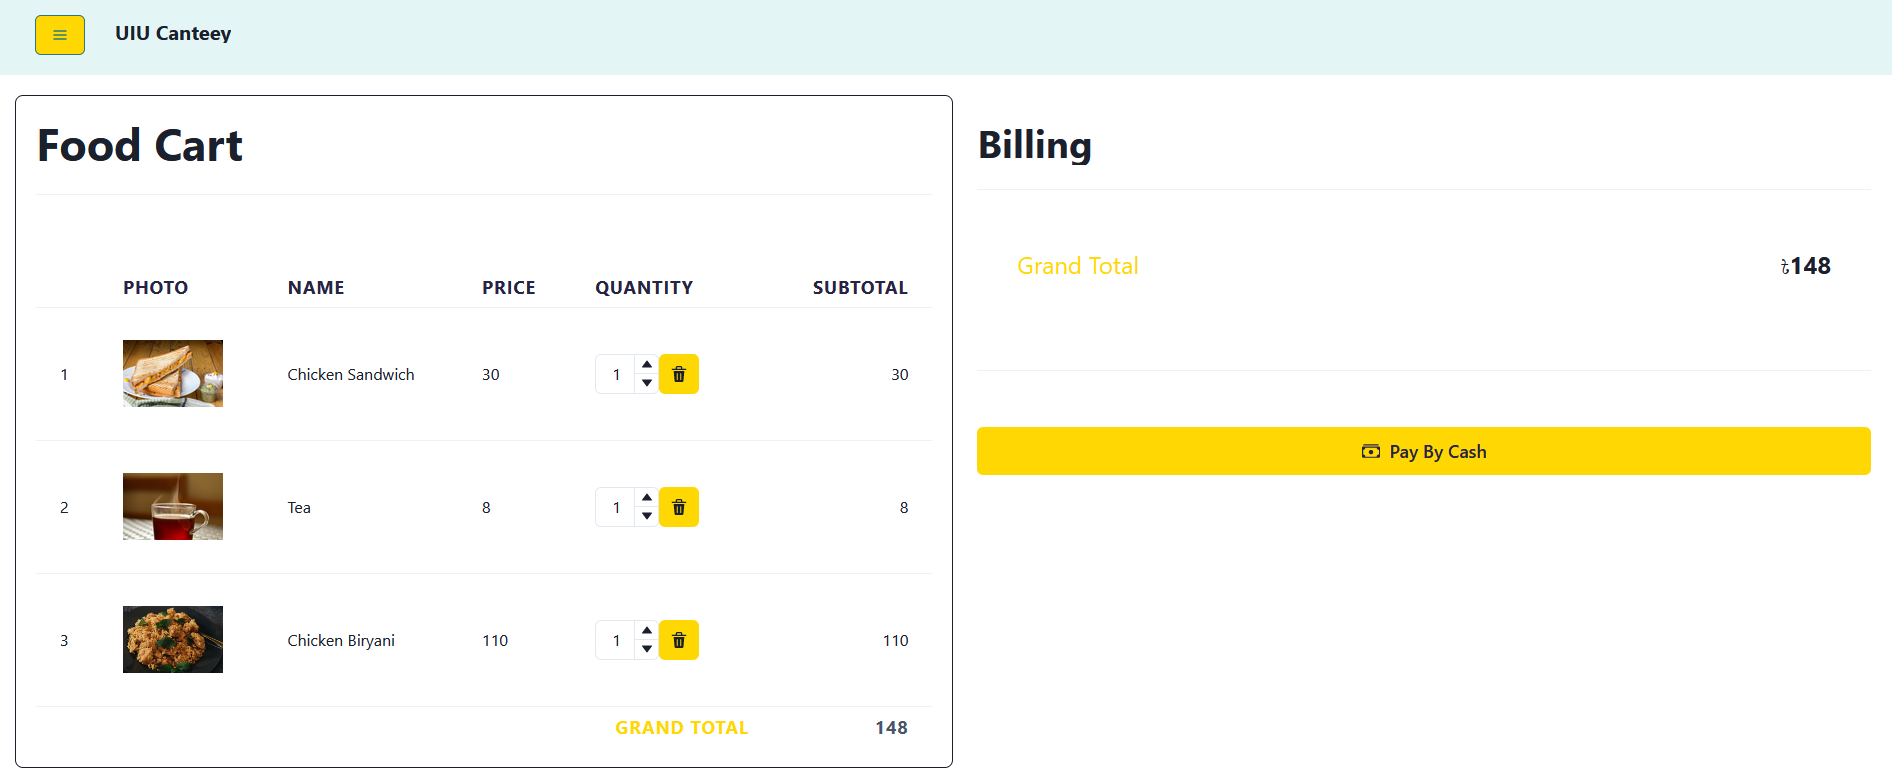 UIU Canteey
Food Cart
PHOTO NAME PRICE QUANTITY SUBTOTAL
1 Chicken Sandwich 30 1 30
2 Tea 8 1 8
3 Chicken Biryani 110 1 110
GRAND TOTAL 148
Billing
Grand Total ৳148
Pay By Cash